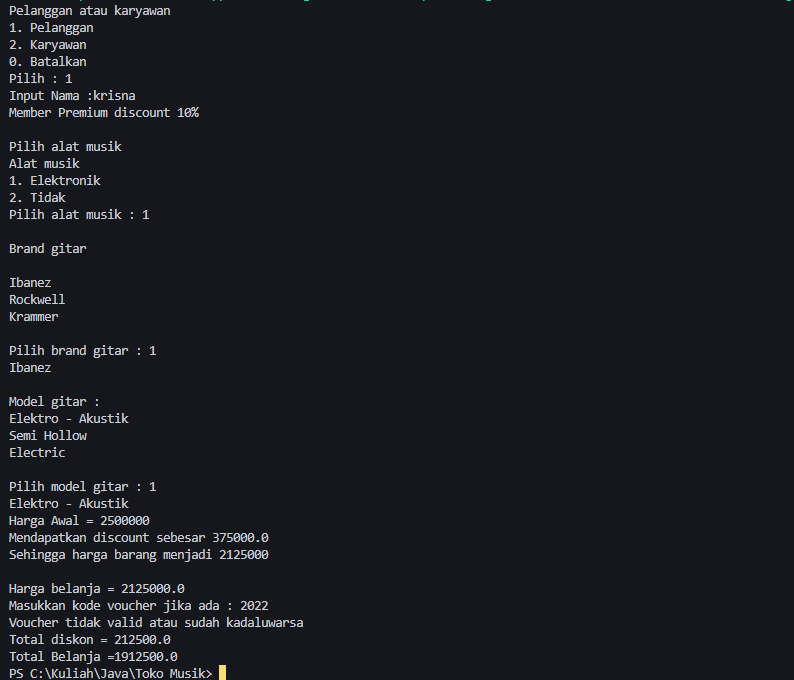 Pelanggan atau karyawan
1. Pelanggan
2. Karyawan
0. Batalkan
Pilih : 1
Input Nama :krisna
Member Premium discount 10%
Pilih alat musik
Alat musik
1. Elektronik
2. Tidak
Pilih alat musik : 1
Brand gitar
Ibanez
Rockwell
Krammer
Pilih brand gitar : 1
Ibanez
Model gitar :
Elektro - Akustik
Semi Hollow
Electric
Pilih model gitar : 1
Elektro - Akustik
Harga Awal = 2500000
Mendapatkan discount sebesar 375000.0
Sehingga harga barang menjadi 2125000
Harga belanja = 2125000.0
Masukkan kode voucher jika ada : 2022
Voucher tidak valid atau sudah kadaluwarsa
Total diskon = 212500.0
Total Belanja =1912500.0
PS C:\Kuliah\Java\Toko Musik>